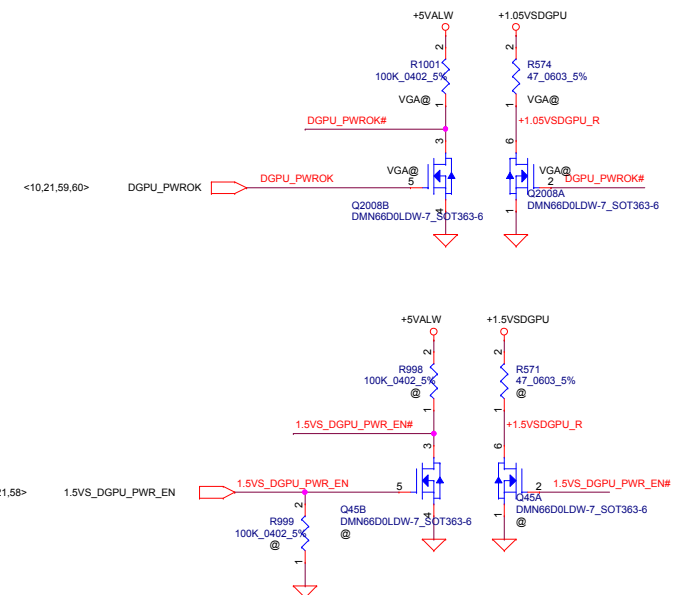 +5VALW
+1.05VSDGPU
2
2
R1001
100K_0402_5%
R574
47_0603_5%
VGA@
1
VGA@
1
DGPU_PWROK#
+1.05VSDGPU_R
3
6
<10,21,59,60>
DGPU_PWROK
DGPU_PWROK
VGA@
5
VGA@
2
DGPU_PWROK#
4
1
Q2008B
DMN66D0LDW-7_SOT363-6
Q2008A
DMN66D0LDW-7_SOT363-6
+5VALW
+1.5VSDGPU
2
2
R998
100K_0402_5%
@
R571
47_0603_5%
@
1
1
1.5VS_DGPU_PWR_EN#
+1.5VSDGPU_R
3
6
21,58>
1.5VS_DGPU_PWR_EN
1.5VS_DGPU_PWR_EN
5
2
1.5VS_DGPU_PWR_EN#
4
1
Q45B
DMN66D0LDW-7_SOT363-6
@
Q45A
DMN66D0LDW-7_SOT363-6
@
2
R999
100K_0402_5%
@
1